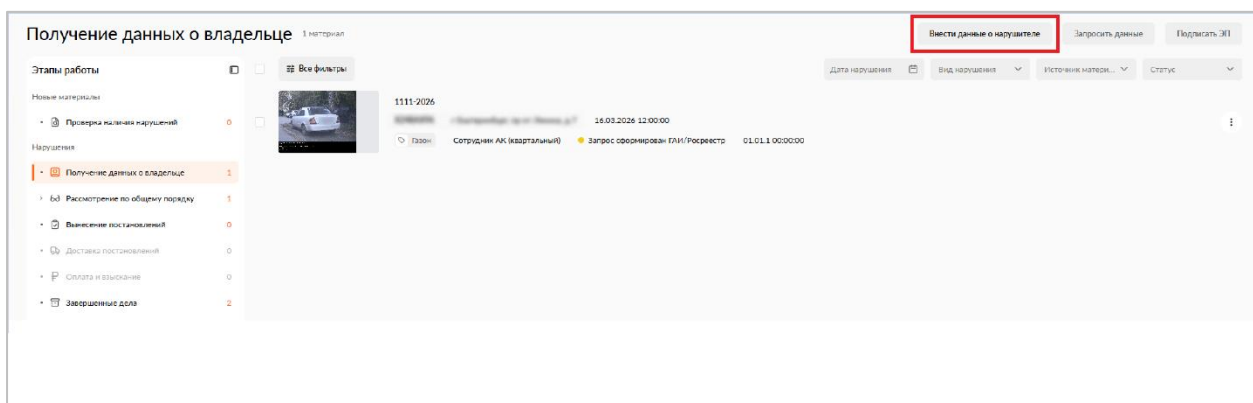 Получение данных о владельце 1 материал
Внести данные о нарушителе
Запросить данные
Подписать ЭП
Этапы работы
Все фильтры
Дата нарушения
Вид нарушения
Источник матери...
Статус
Новые материалы
Проверка наличия нарушений 0
Нарушения
Получение данных о владельце 1
Рассмотрение по общему порядку 1
Вынесение постановлений 0
Доставка постановлений 0
Оплата и взыскание 0
Завершенные дела 2
1111-2026
16.03.2026 12:00:00
Газон
Сотрудник АК (квартальный)
Запрос сформирован ГАИ/Росреестр
01.01.1 00:00:00